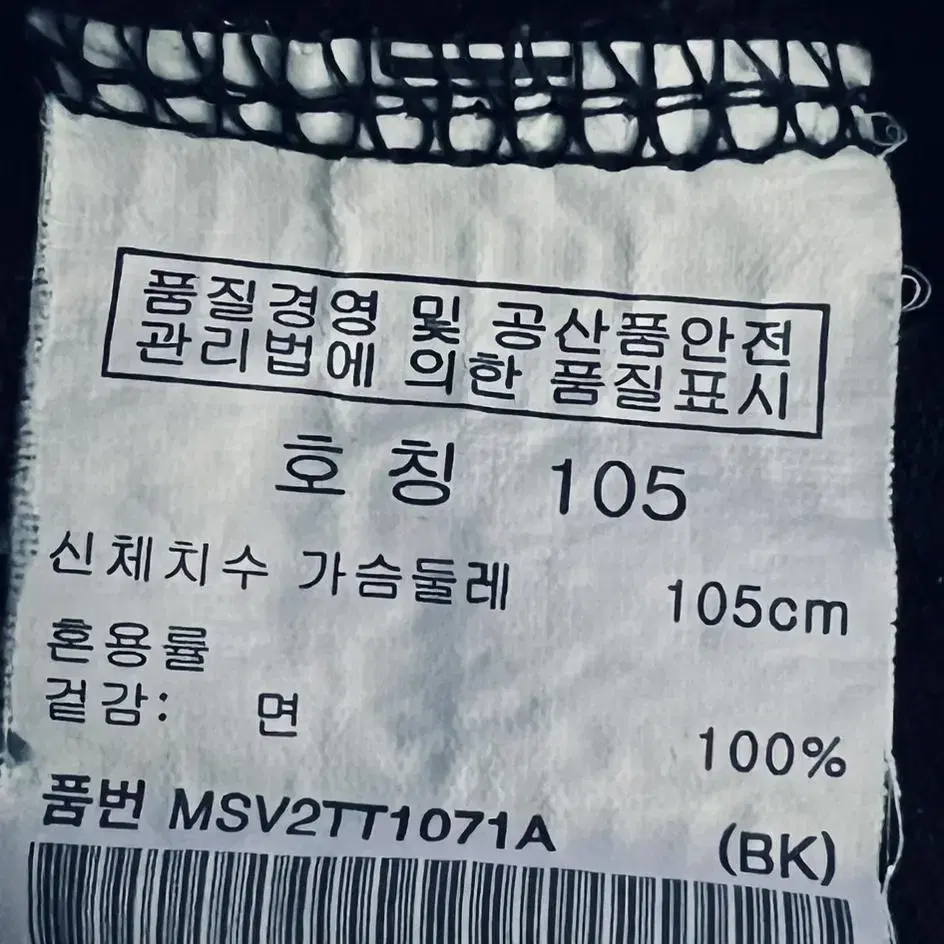 품질경영 및 공산품안전
관리법에 의한 품질표시
호칭 105
신체치수 가슴둘레 105cm
혼용률
겉감: 면 100%
품번 MSV2TT1071A (BK)